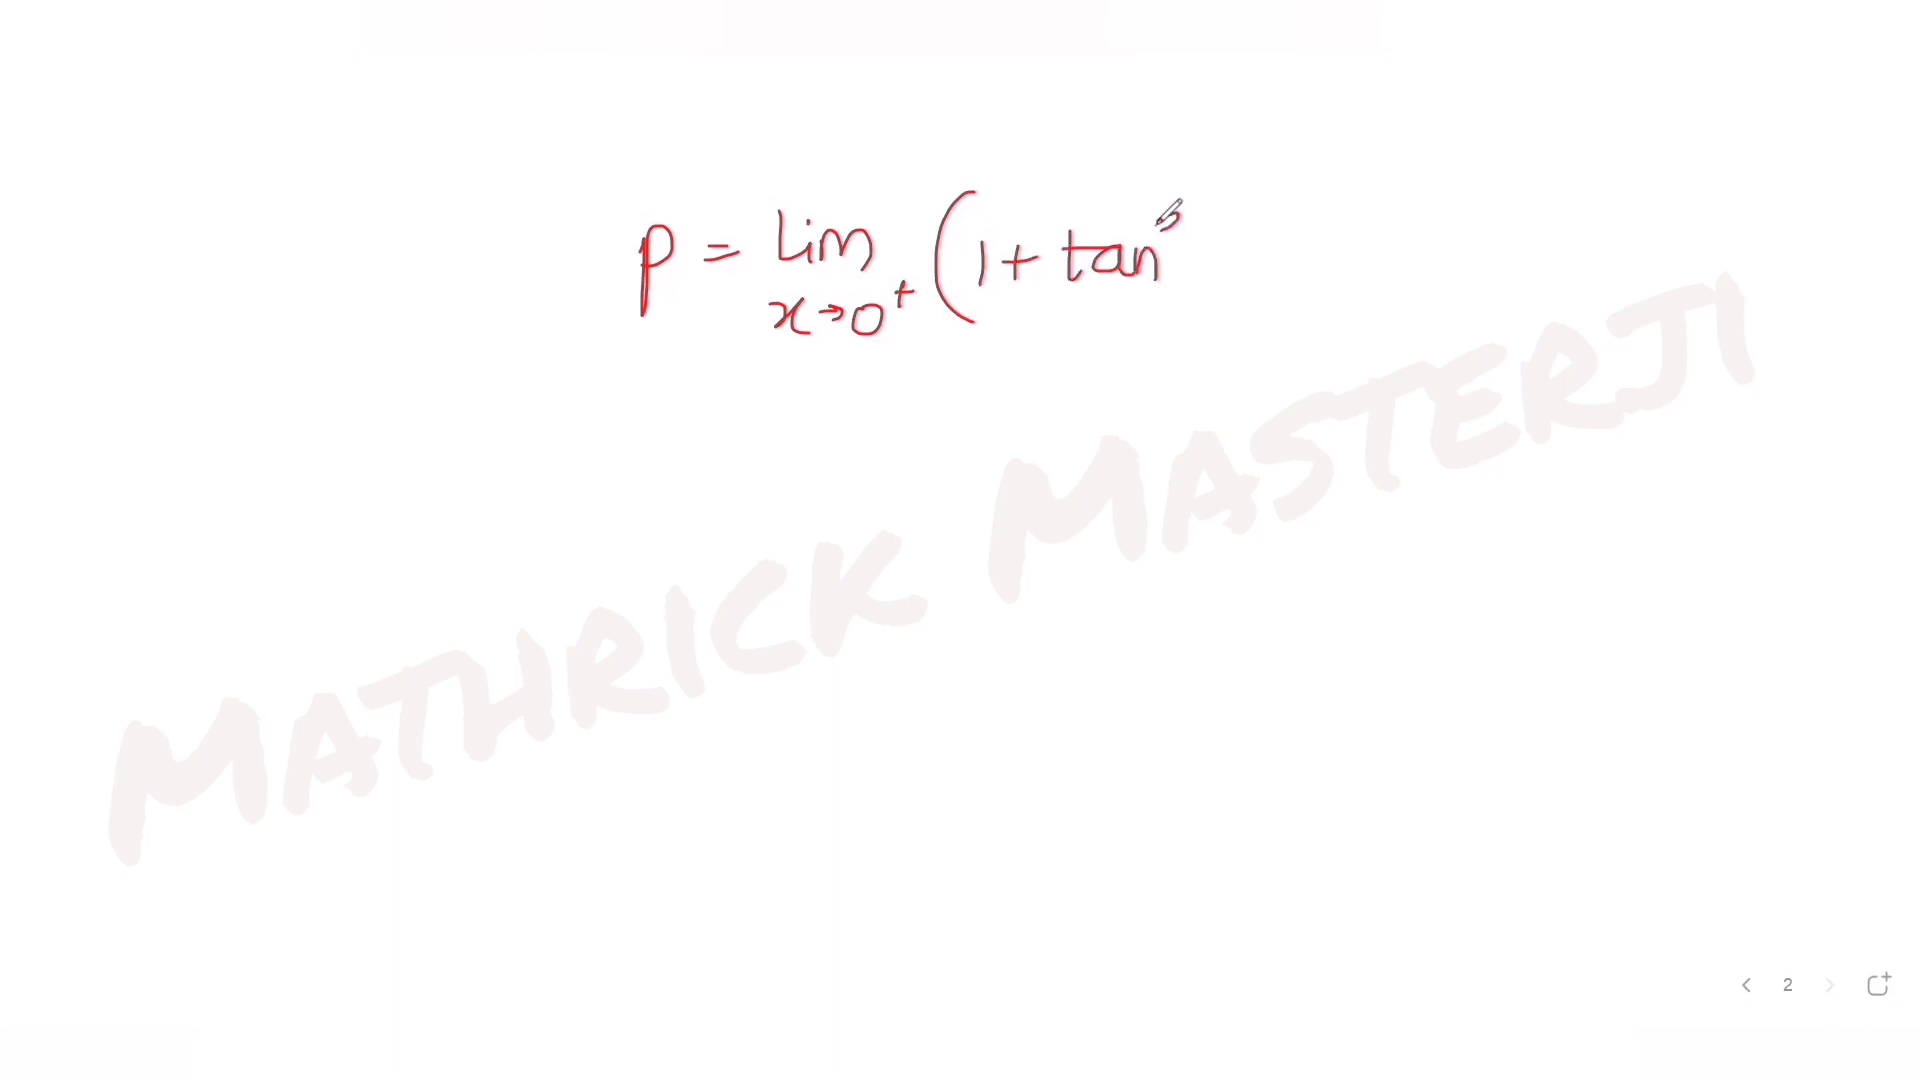 p = Lim (1 + tan
x→0⁺
MATHRICK MASTERJI
2